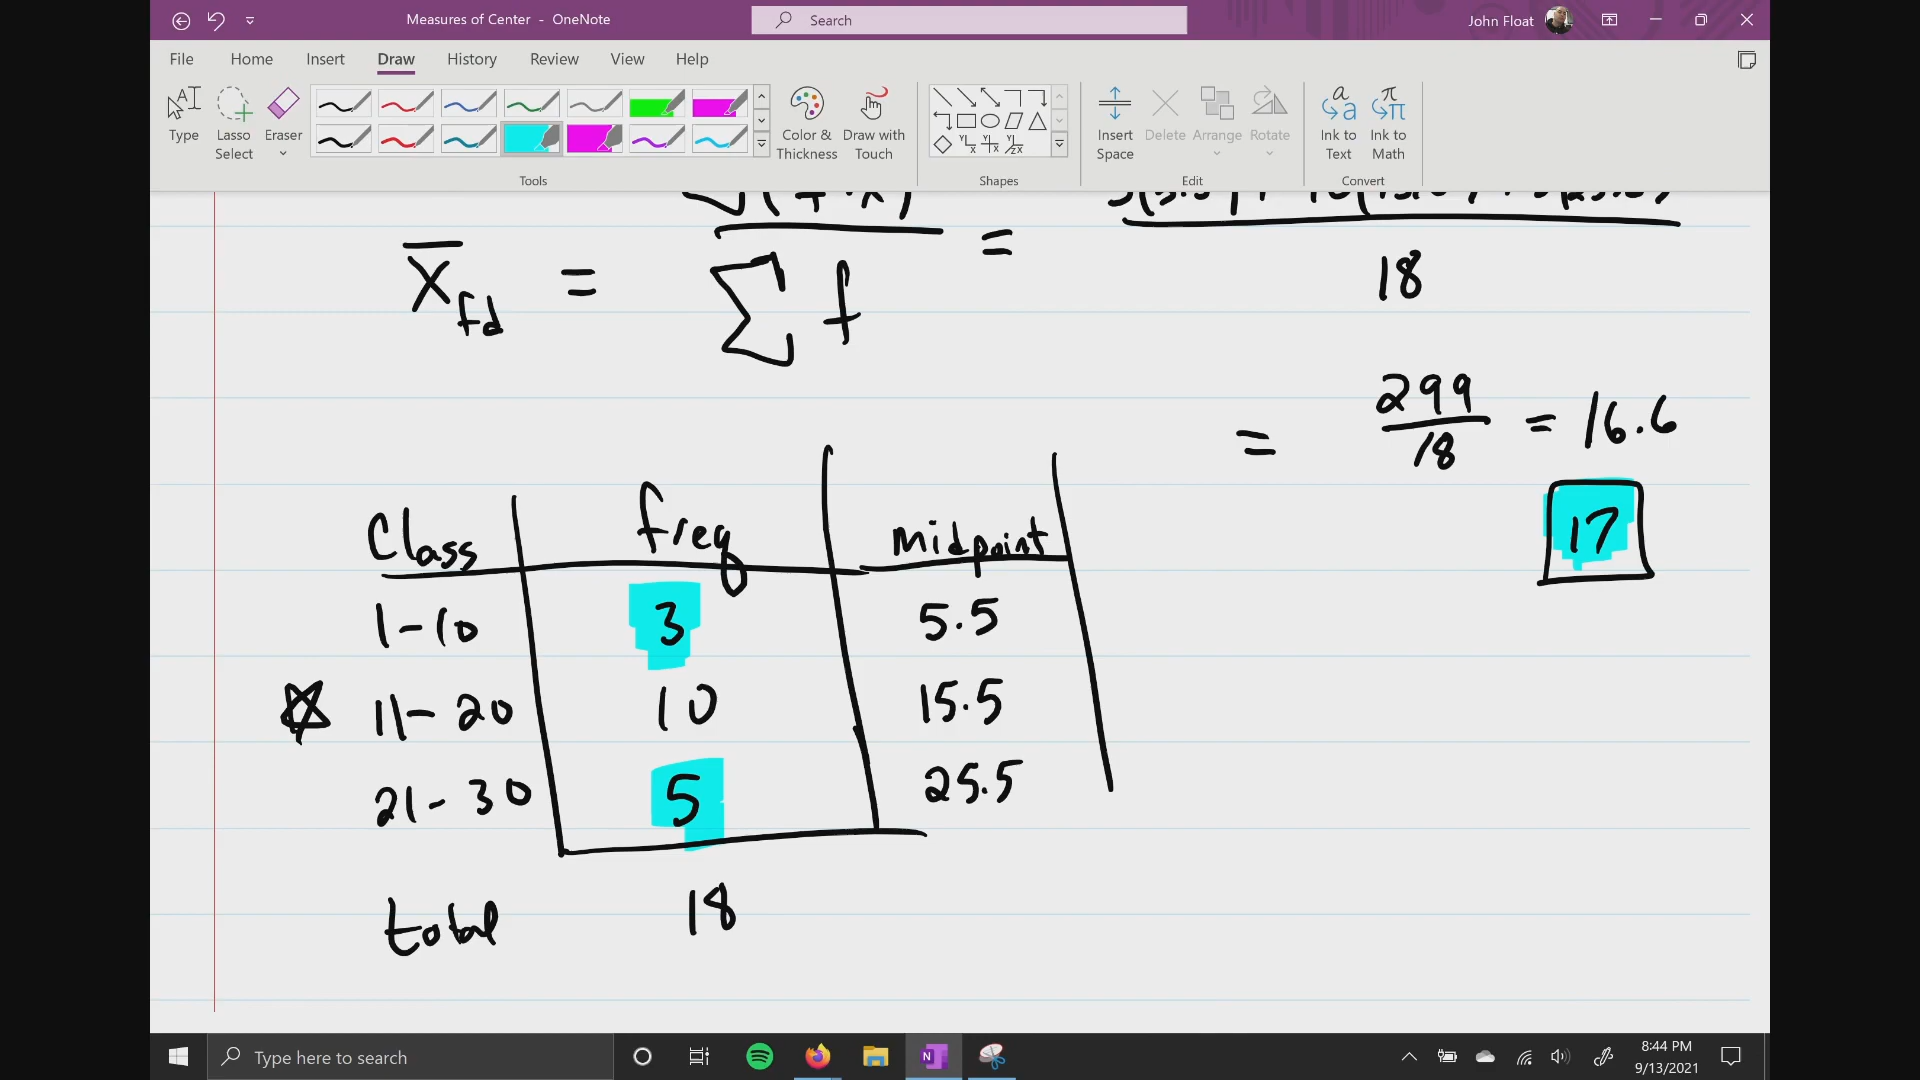 Measures of Center - OneNote
Search
John Float
File Home Insert Draw History Review View Help
Type
Lasso Select
Eraser
Color & Thickness
Draw with Touch
Insert Space
Delete
Arrange
Rotate
Ink to Text
Ink to Math
Tools
Shapes
Edit
Convert
∑(f·x)
X̄fd = ∑f =
18
= 299/18 = 16.6
17
Class freq Midpoint
1-10 3 5.5
11-20 10 15.5
21-30 5 25.5
total 18
Type here to search
8:44 PM
9/13/2021